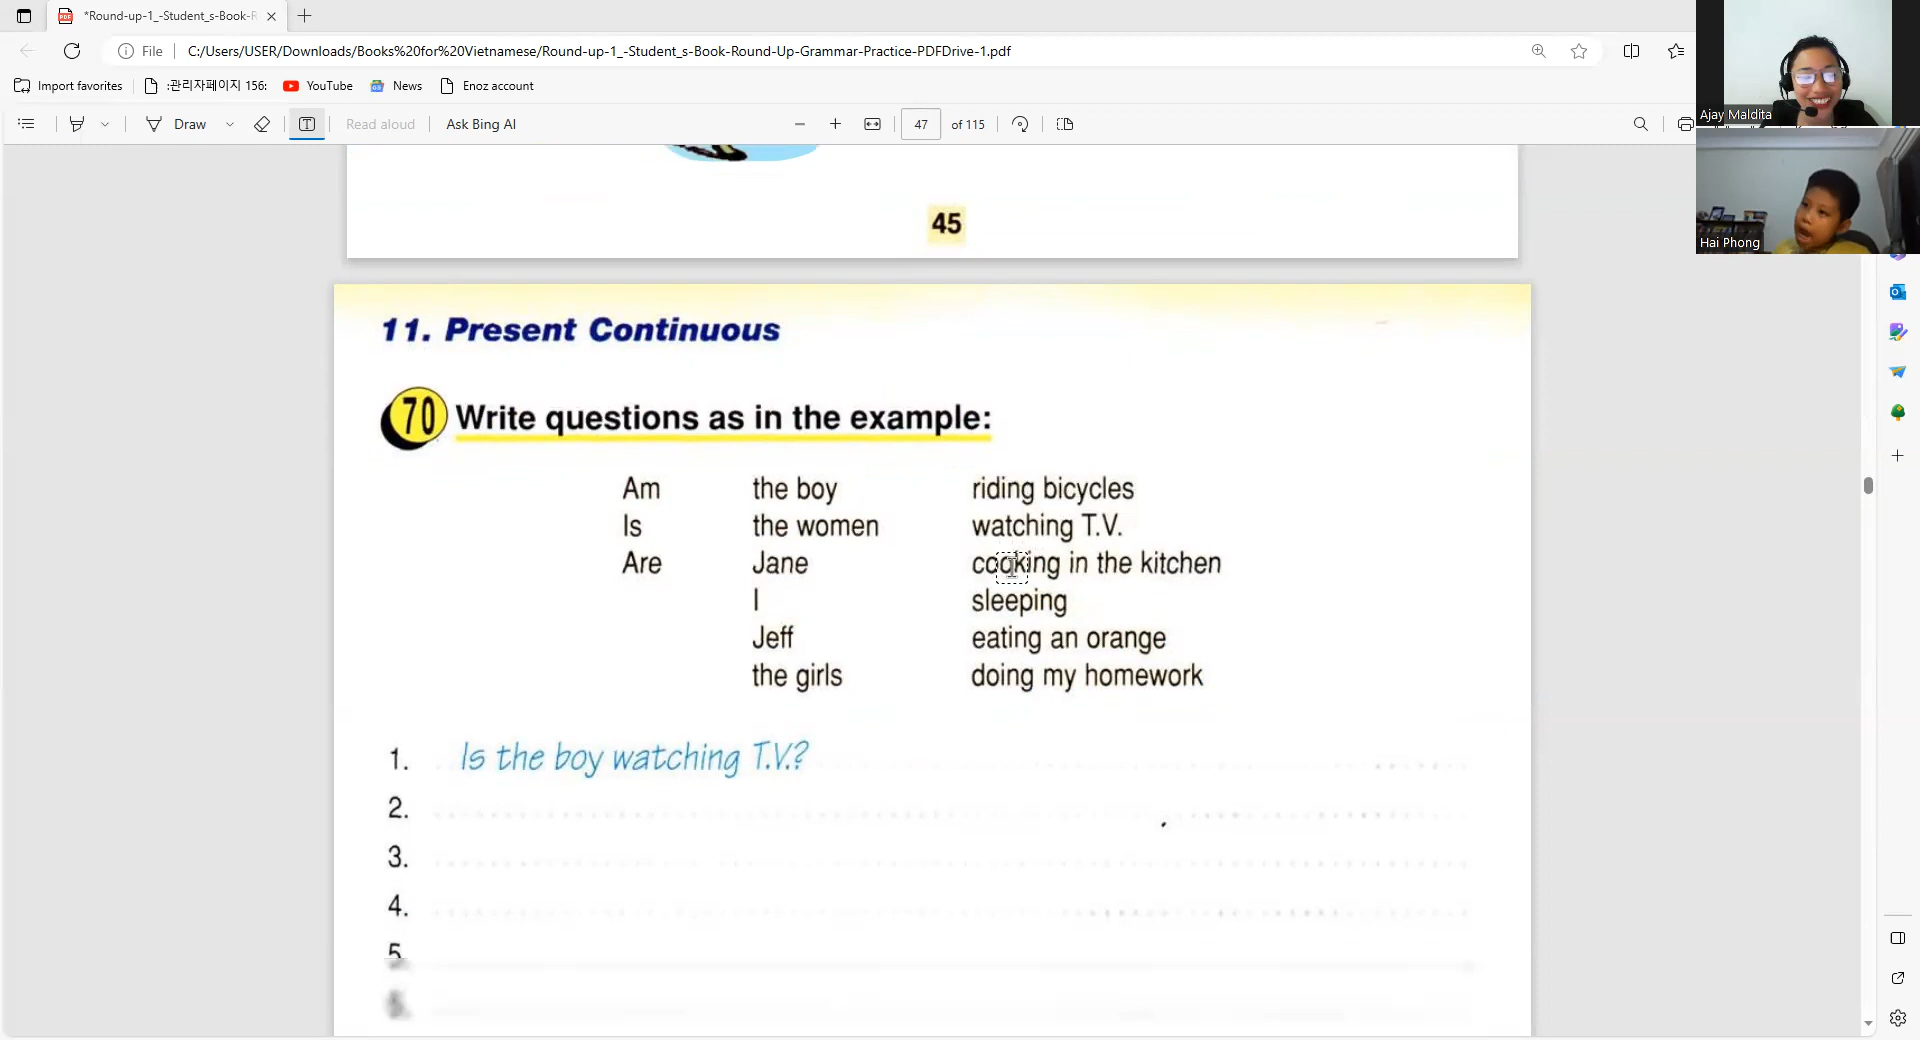 *Round-up-1_-Student_s-Book-R
File C:/Users/USER/Downloads/Books%20for%20Vietnamese/Round-up-1_-Student_s-Book-Round-Up-Grammar-Practice-PDFDrive-1.pdf
Import favorites :관리자페이지 156: YouTube News Enoz account
Draw Read aloud Ask Bing AI 47 of 115
Ajay Maldita
Hai Phong
45
11. Present Continuous
70 Write questions as in the example:
Am the boy riding bicycles
Is the women watching T.V.
Are Jane cooking in the kitchen
I sleeping
Jeff eating an orange
the girls doing my homework
1. Is the boy watching T.V.?
2.
3.
4.
5.